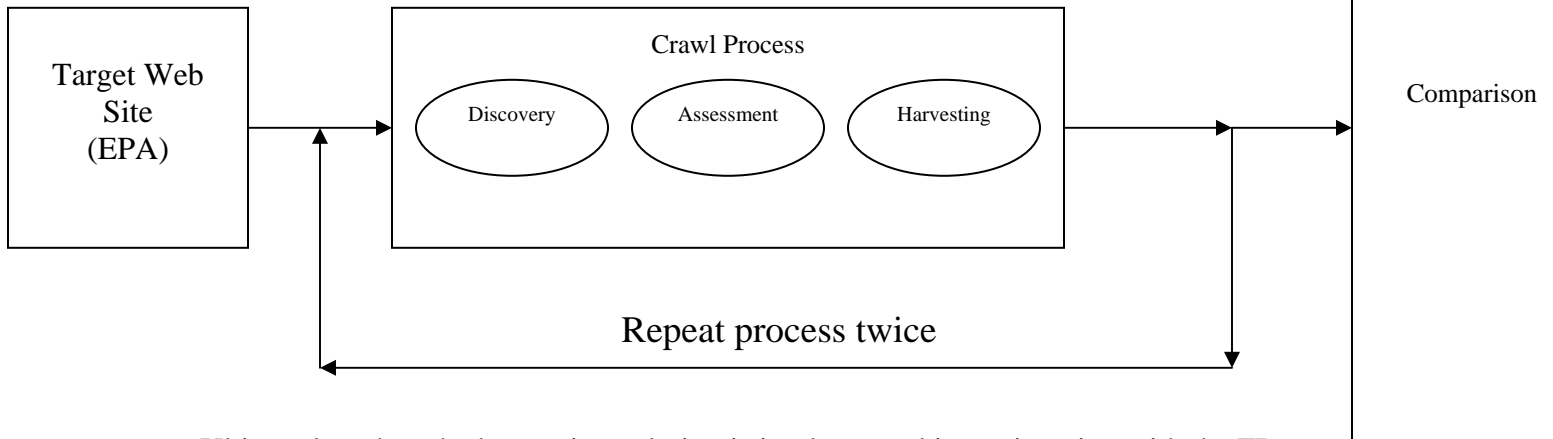 Target Web
Site
(EPA)
Crawl Process
Discovery
Assessment
Harvesting
Comparison
Repeat process twice